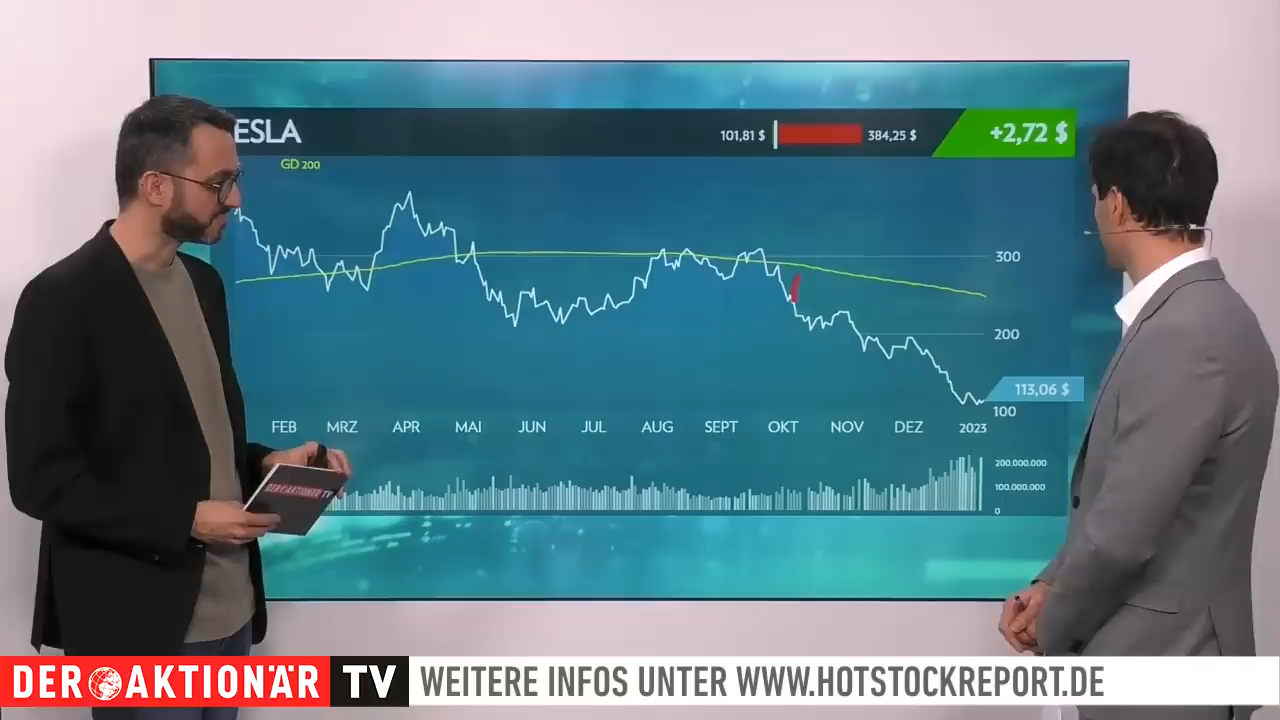 ESLA
101,81 $ 384,25 $ +2,72 $
GD 200
300
200
113,06 $
100
FEB MRZ APR MAI JUN JUL AUG SEPT OKT NOV DEZ 2023
200.000.000
100.000.000
0
DER AKTIONÄR TV
DER AKTIONÄR TV WEITERE INFOS UNTER WWW.HOTSTOCKREPORT.DE